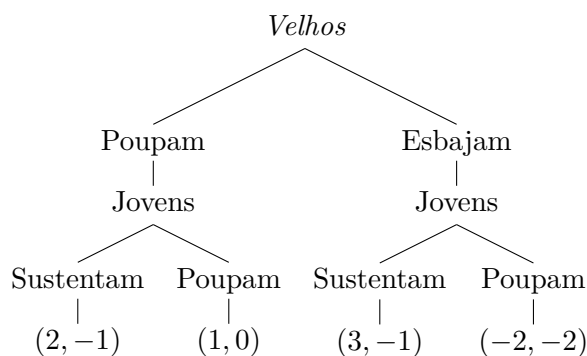 Velhos
Poupam Esbajam
Jovens Jovens
Sustentam Poupam Sustentam Poupam
(2, −1) (1, 0) (3, −1) (−2, −2)